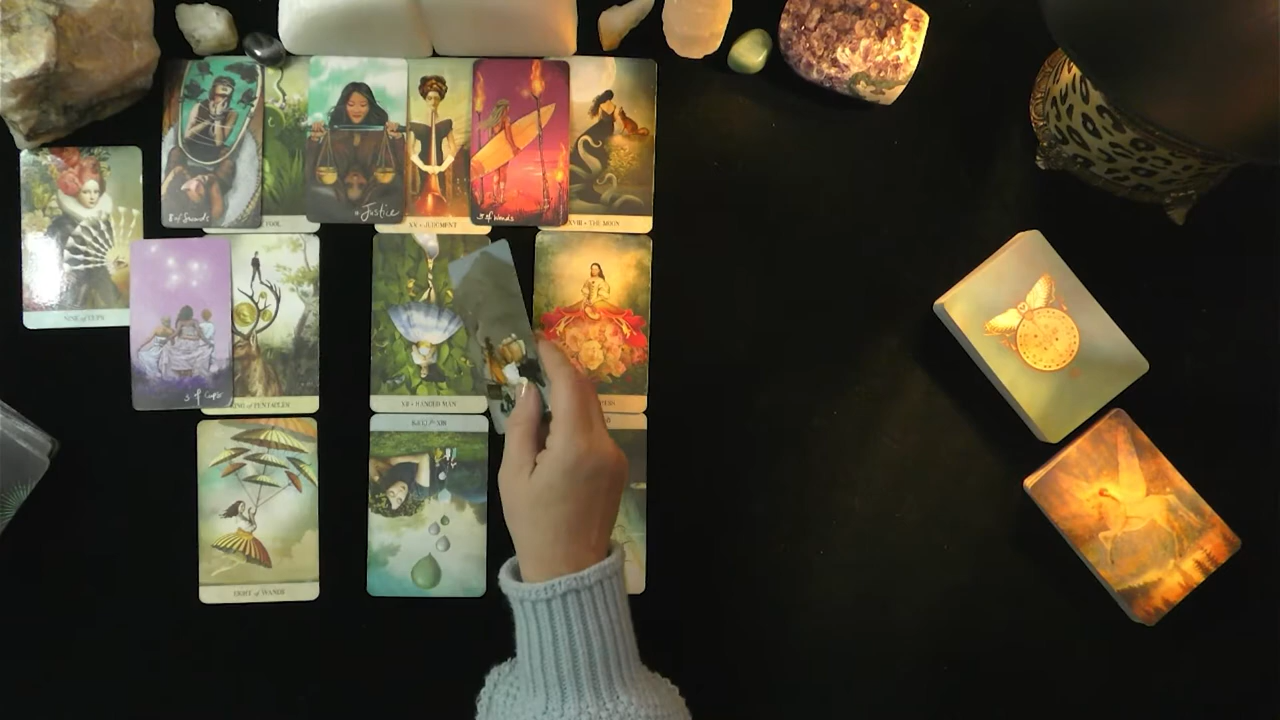 8 of Swords
11 Justice
3 of Wands
XX • JUDGMENT
XVIII • THE MOON
NINE of CUPS
3 of Cups
KING of PENTACLES
XII • HANGED MAN
EIGHT of WANDS